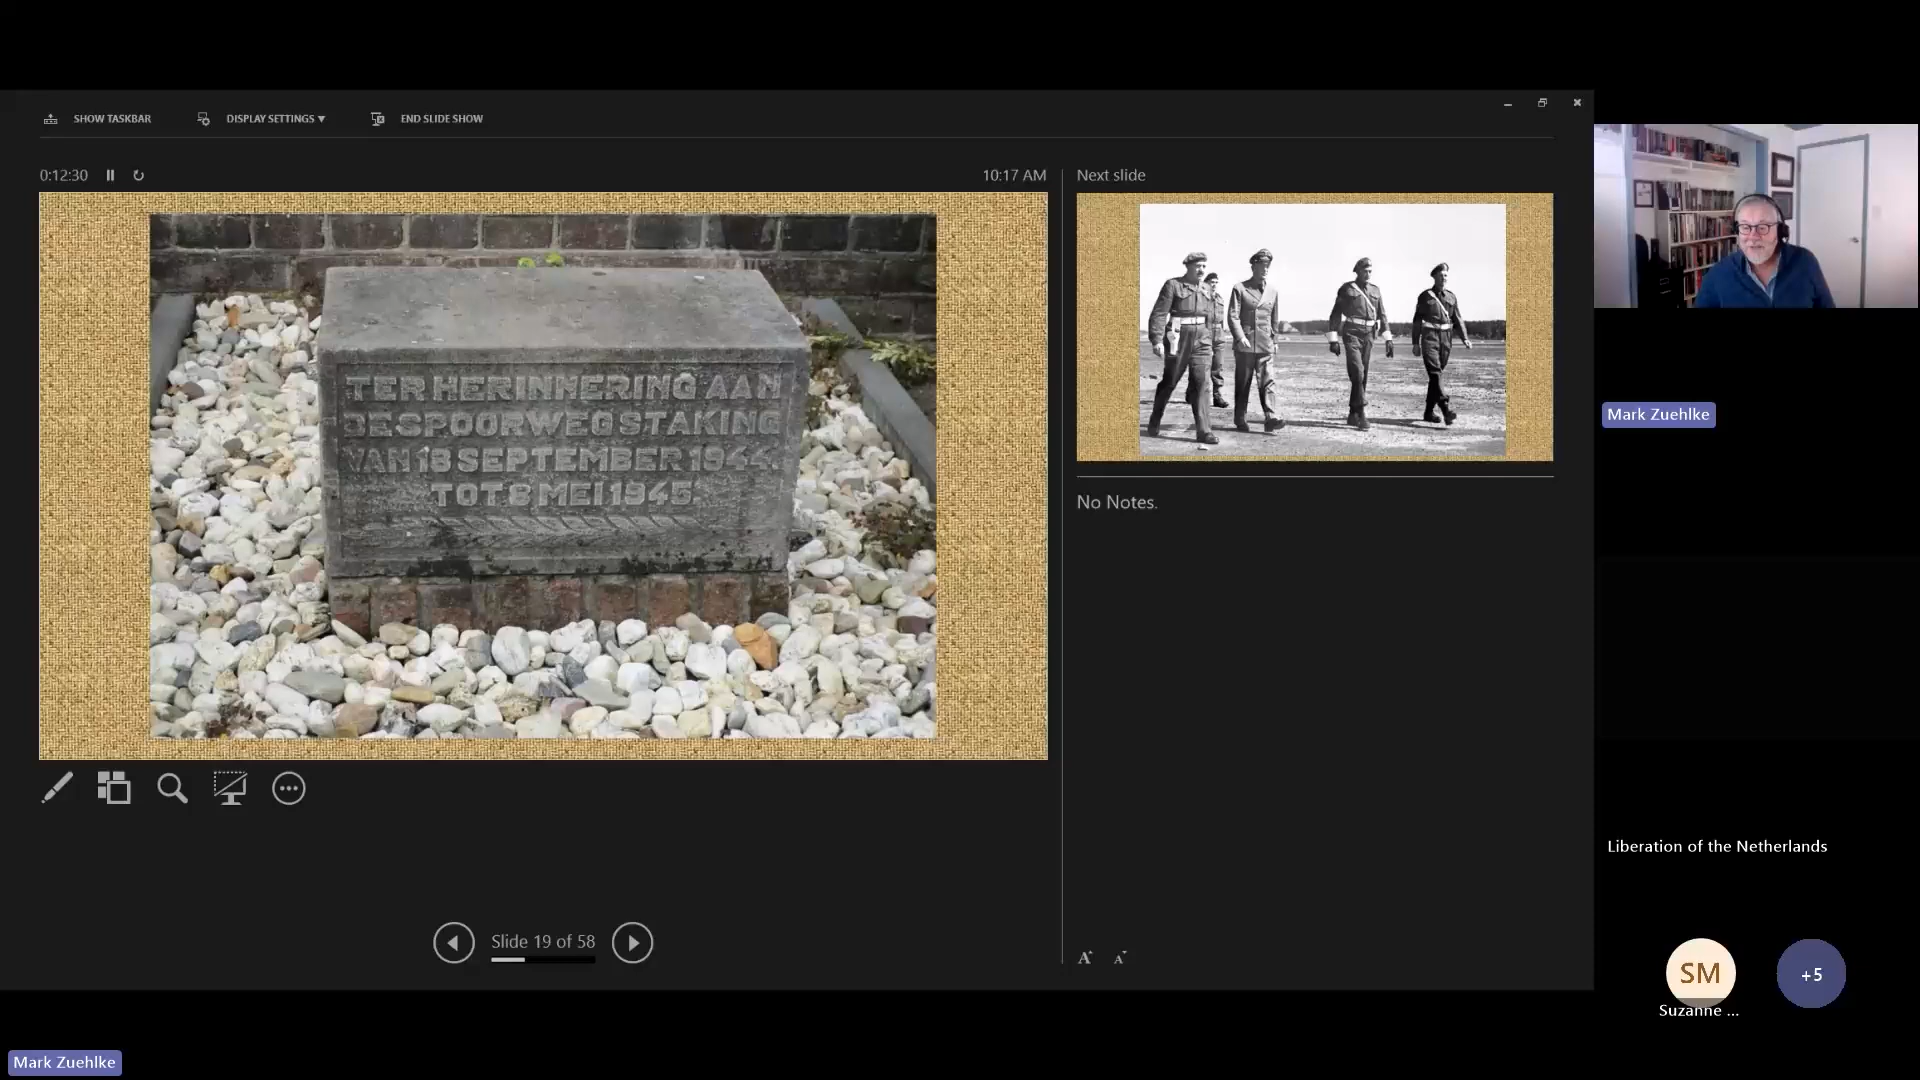 SHOW TASKBAR
DISPLAY SETTINGS ▾
END SLIDE SHOW
0:12:30
10:17 AM
Next slide
TER HERINNERING AAN
DE SPOORWEGSTAKING
VAN 18 SEPTEMBER 1944
TOT 8 MEI 1945
No Notes.
Slide 19 of 58
A A
Mark Zuehlke
Liberation of the Netherlands
SM
+5
Suzanne ...
Mark Zuehlke